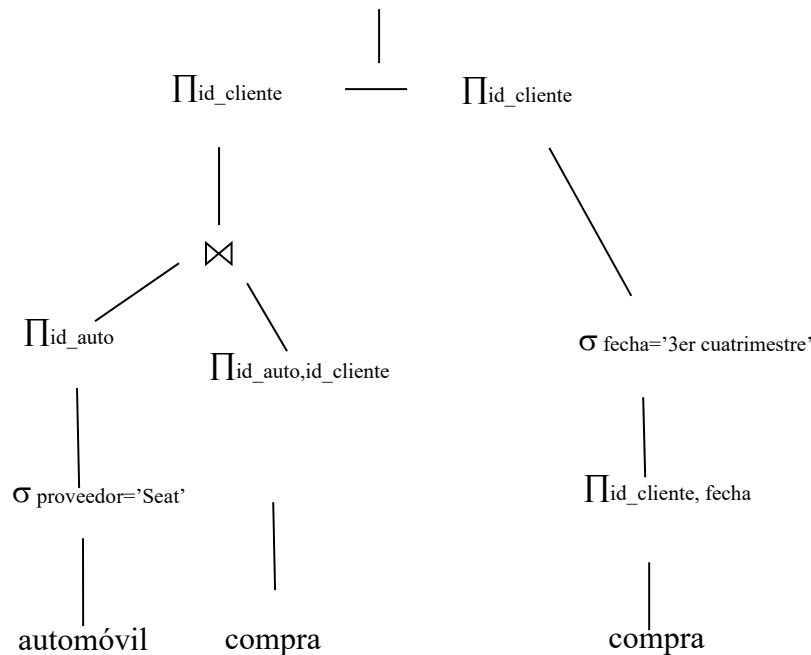 ∏id_cliente — ∏id_cliente
⋈
∏id_auto
σ fecha=’3er cuatrimestre’
∏id_auto,id_cliente
σ proveedor=’Seat’
∏id_cliente, fecha
automóvil compra compra